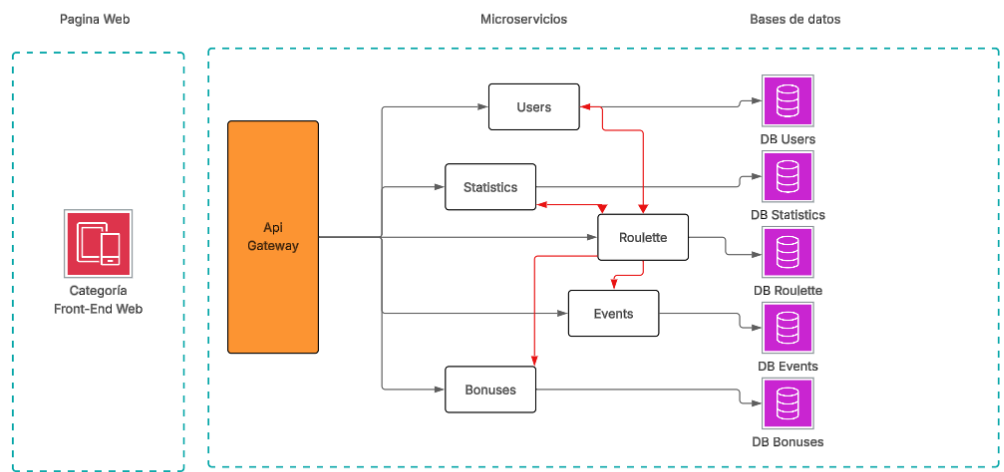 Pagina Web
Microservicios
Bases de datos
Users
DB Users
Statistics
DB Statistics
Api
Gateway
Roulette
DB Roulette
Categoría
Front-End Web
Events
DB Events
Bonuses
DB Bonuses